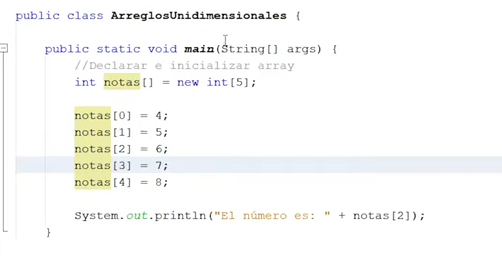 public class ArreglosUnidimensionales {
public static void main(String[] args) {
//Declarar e inicializar array
int notas[] = new int[5];
notas[0] = 4;
notas[1] = 5;
notas[2] = 6;
notas[3] = 7;
notas[4] = 8;
System.out.println("El número es: " + notas[2]);
}